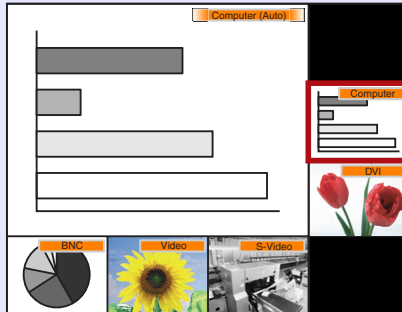 Computer (Auto)
Computer
DVI
BNC
Video
S-Video